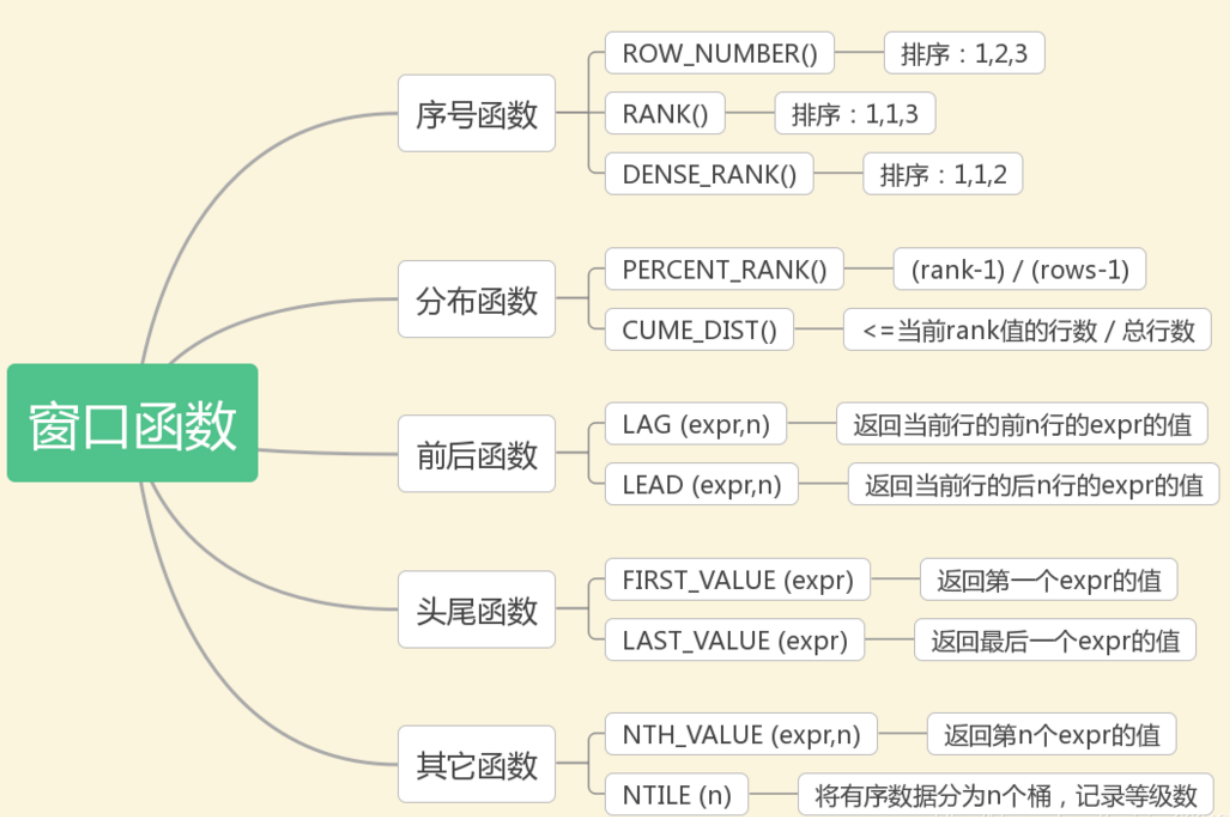 窗口函数
序号函数
ROW_NUMBER()
排序：1,2,3
RANK()
排序：1,1,3
DENSE_RANK()
排序：1,1,2
分布函数
PERCENT_RANK()
(rank-1) / (rows-1)
CUME_DIST()
<=当前rank值的行数 / 总行数
前后函数
LAG (expr,n)
返回当前行的前n行的expr的值
LEAD (expr,n)
返回当前行的后n行的expr的值
头尾函数
FIRST_VALUE (expr)
返回第一个expr的值
LAST_VALUE (expr)
返回最后一个expr的值
其它函数
NTH_VALUE (expr,n)
返回第n个expr的值
NTILE (n)
将有序数据分为n个桶，记录等级数